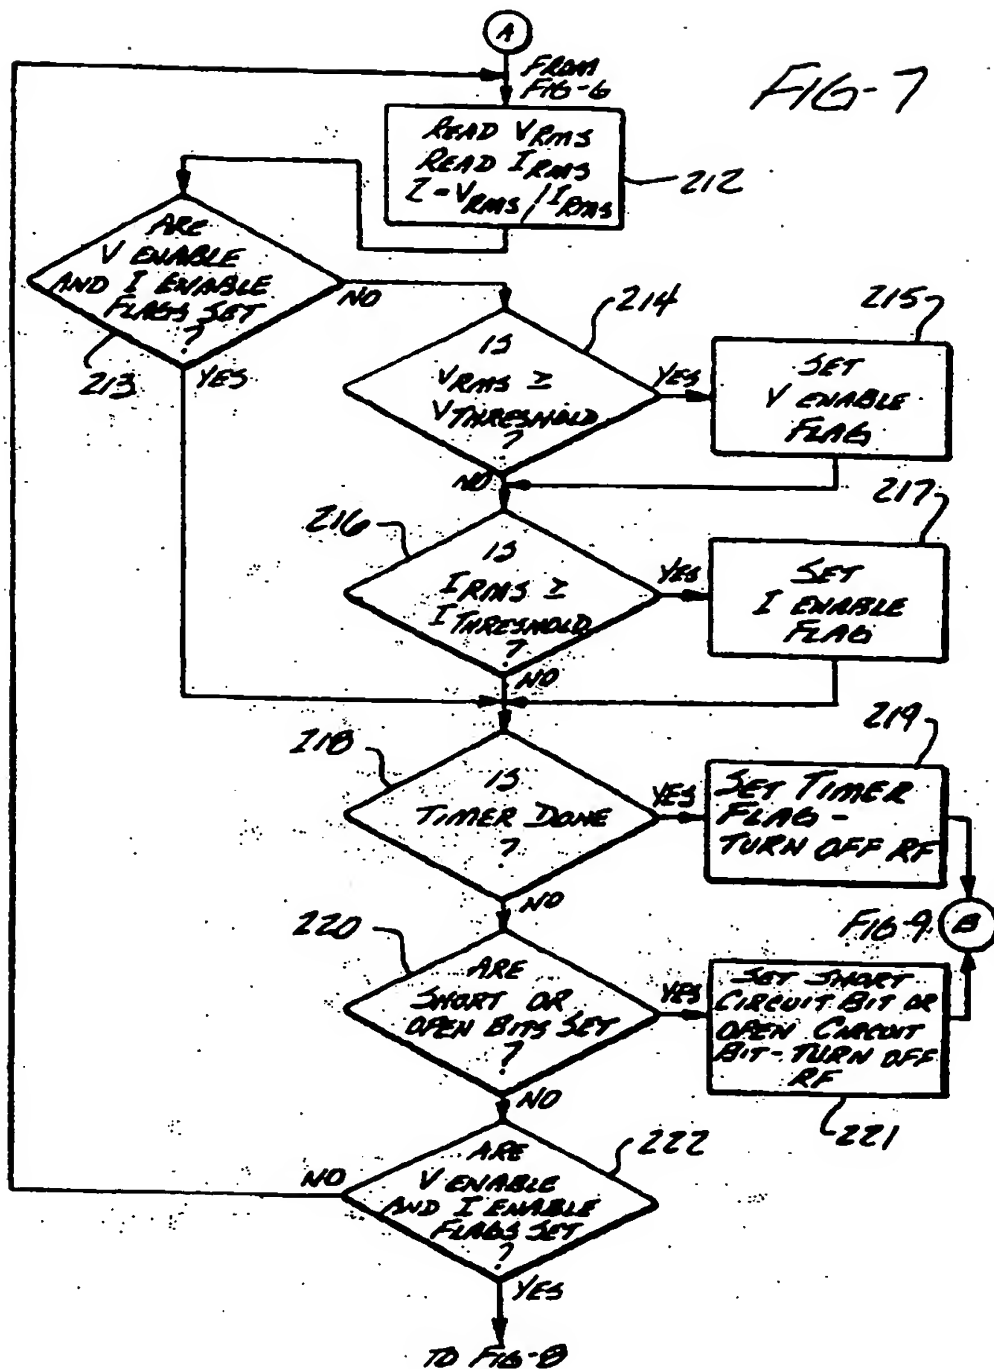 A
FROM
FIG-6
FIG-7
READ VRMS
READ IRMS
Z = VRMS / IRMS
212
ARE
V ENABLE
AND I ENABLE
FLAGS SET
?
213
NO
YES
IS
VRMS ≥
VTHRESHOLD
?
214
YES
NO
SET
V ENABLE
FLAG
215
IS
IRMS ≥
ITHRESHOLD
?
216
YES
NO
SET
I ENABLE
FLAG
217
IS
TIMER DONE
?
218
YES
NO
SET TIMER
FLAG -
TURN OFF RF
219
FIG-9
B
ARE
SHORT OR
OPEN BITS SET
?
220
YES
NO
SET SHORT
CIRCUIT BIT OR
OPEN CIRCUIT
BIT - TURN OFF
RF
221
ARE
V ENABLE
AND I ENABLE
FLAGS SET
?
222
NO
YES
TO FIG-8